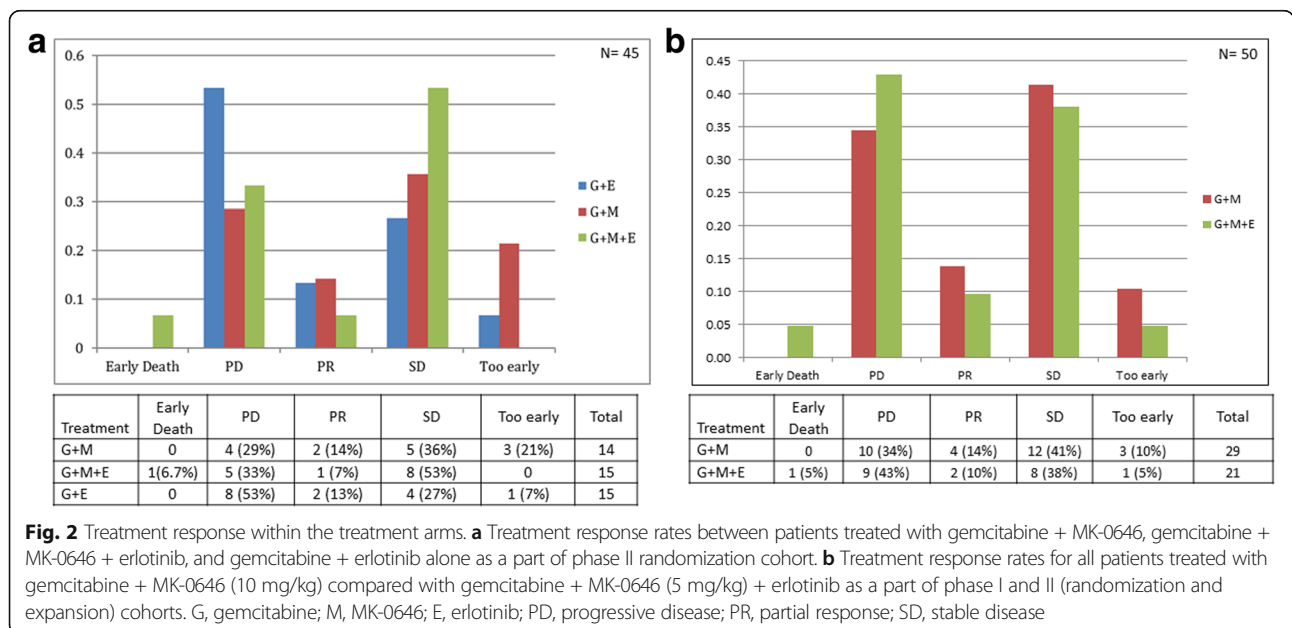 a
N= 45
0.6
0.5
0.4
0.3
0.2
0.1
0
Early Death PD PR SD Too early
G+E
G+M
G+M+E
Treatment Early Death PD PR SD Too early Total
G+M 0 4 (29%) 2 (14%) 5 (36%) 3 (21%) 14
G+M+E 1(6.7%) 5 (33%) 1 (7%) 8 (53%) 0 15
G+E 0 8 (53%) 2 (13%) 4 (27%) 1 (7%) 15
b
N= 50
0.45
0.40
0.35
0.30
0.25
0.20
0.15
0.10
0.05
0.00
Early Death PD PR SD Too early
G+M
G+M+E
Treatment Early Death PD PR SD Too early Total
G+M 0 10 (34%) 4 (14%) 12 (41%) 3 (10%) 29
G+M+E 1 (5%) 9 (43%) 2 (10%) 8 (38%) 1 (5%) 21
Fig. 2 Treatment response within the treatment arms. a Treatment response rates between patients treated with gemcitabine + MK-0646, gemcitabine +
MK-0646 + erlotinib, and gemcitabine + erlotinib alone as a part of phase II randomization cohort. b Treatment response rates for all patients treated with
gemcitabine + MK-0646 (10 mg/kg) compared with gemcitabine + MK-0646 (5 mg/kg) + erlotinib as a part of phase I and II (randomization and
expansion) cohorts. G, gemcitabine; M, MK-0646; E, erlotinib; PD, progressive disease; PR, partial response; SD, stable disease